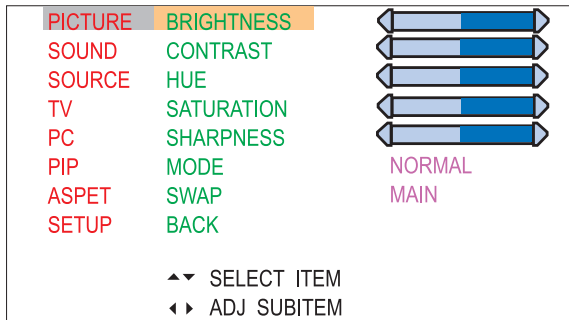 PICTURE BRIGHTNESS
SOUND CONTRAST
SOURCE HUE
TV SATURATION
PC SHARPNESS
PIP MODE NORMAL
ASPET SWAP MAIN
SETUP BACK
SELECT ITEM
ADJ SUBITEM